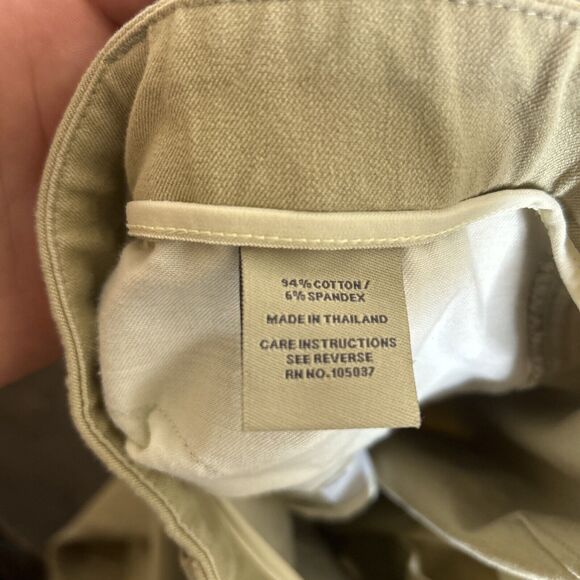 94% COTTON /
6% SPANDEX
MADE IN THAILAND
CARE INSTRUCTIONS
SEE REVERSE
RN NO. 105037